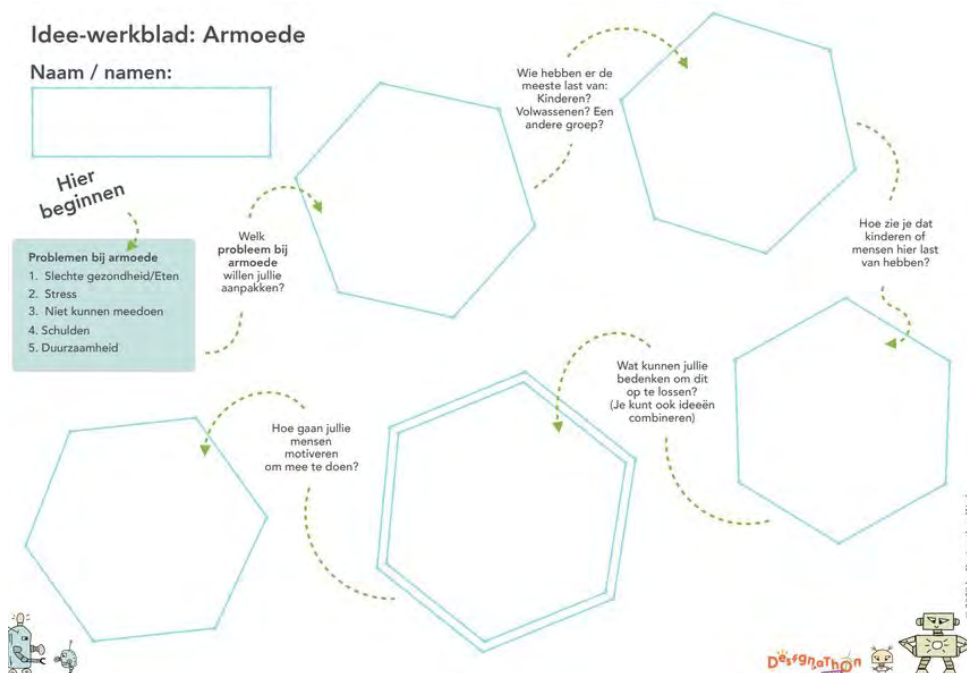 Idee-werkblad: Armoede
Naam / namen:
Hier
beginnen
Problemen bij armoede
1. Slechte gezondheid/Eten
2. Stress
3. Niet kunnen meedoen
4. Schulden
5. Duurzaamheid
Welk
probleem bij
armoede
willen jullie
aanpakken?
Wie hebben er de
meeste last van:
Kinderen?
Volwassenen? Een
andere groep?
Hoe zie je dat
kinderen of
mensen hier last
van hebben?
Wat kunnen jullie
bedenken om dit
op te lossen?
(Je kunt ook ideeën
combineren)
Hoe gaan jullie
mensen
motiveren
om mee te doen?
Designathon